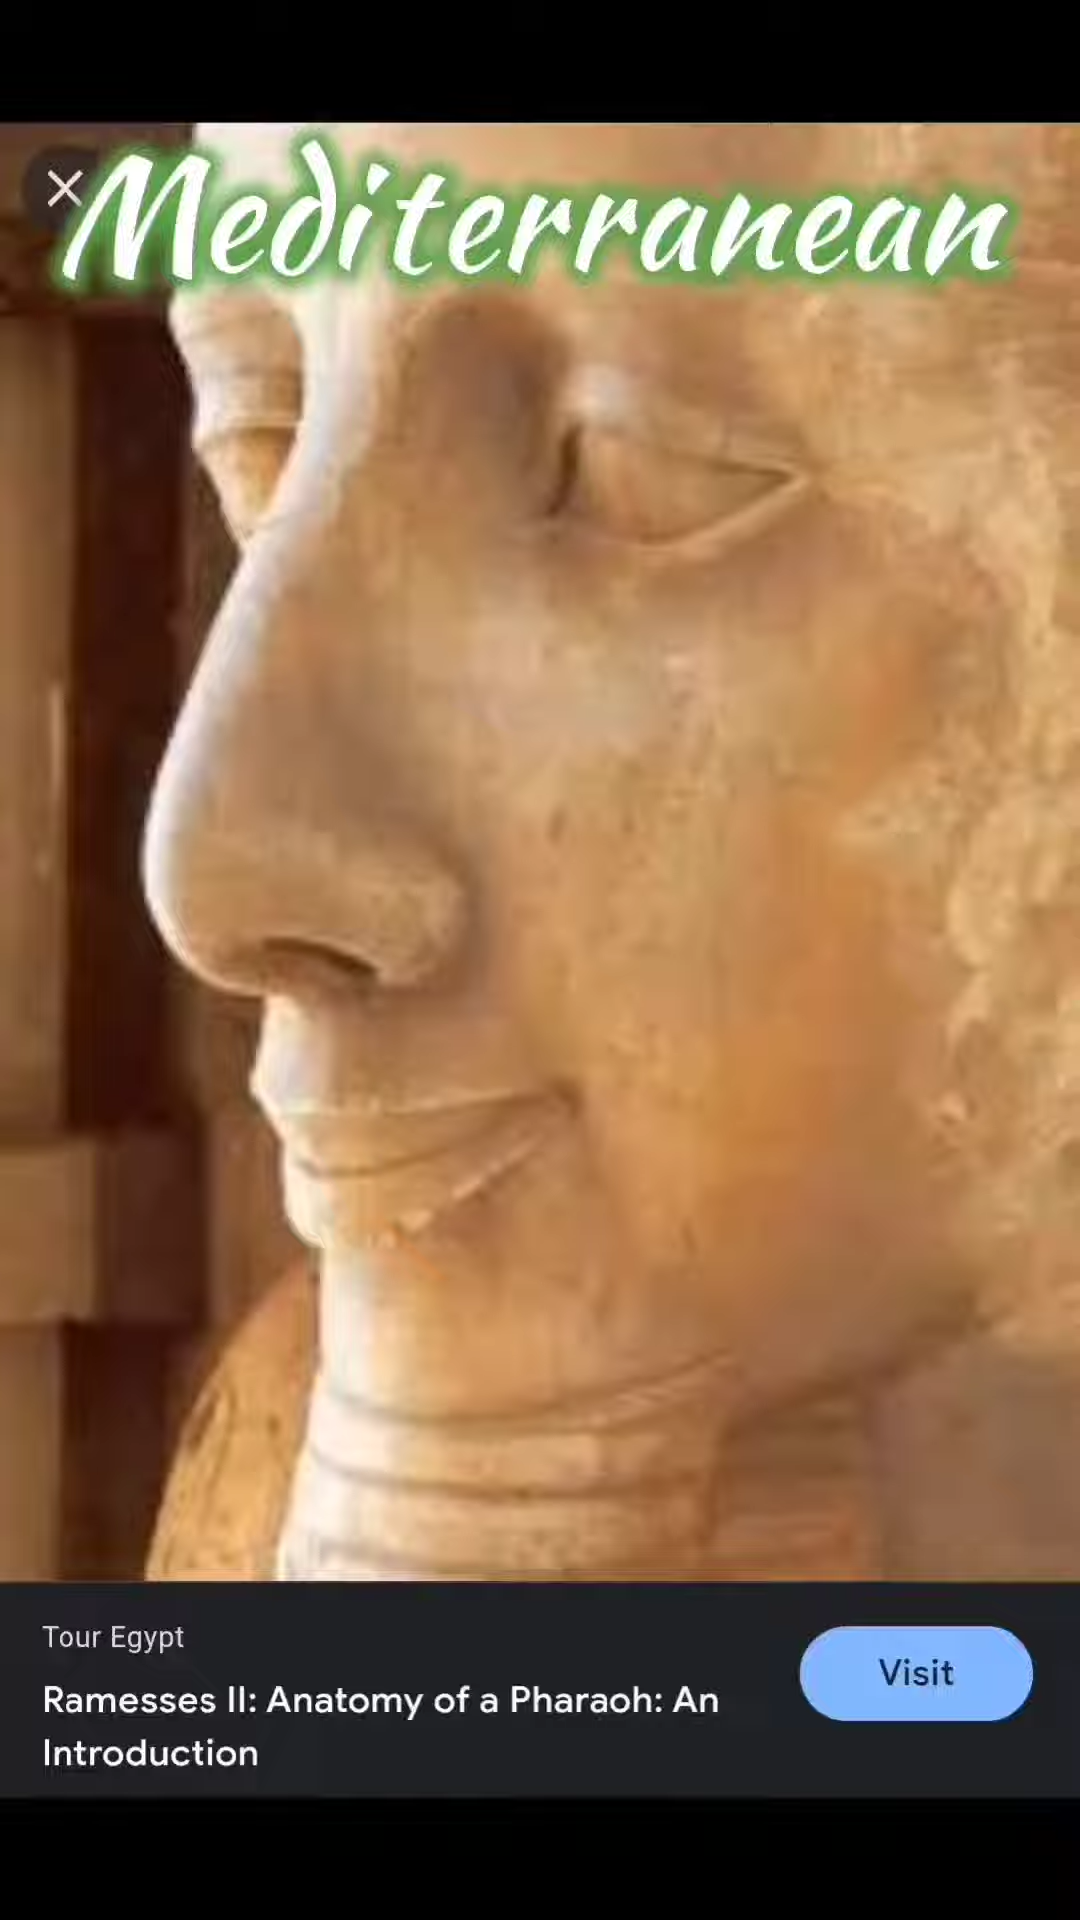 Mediterranean
Tour Egypt
Ramesses II: Anatomy of a Pharaoh: An
Introduction
Visit